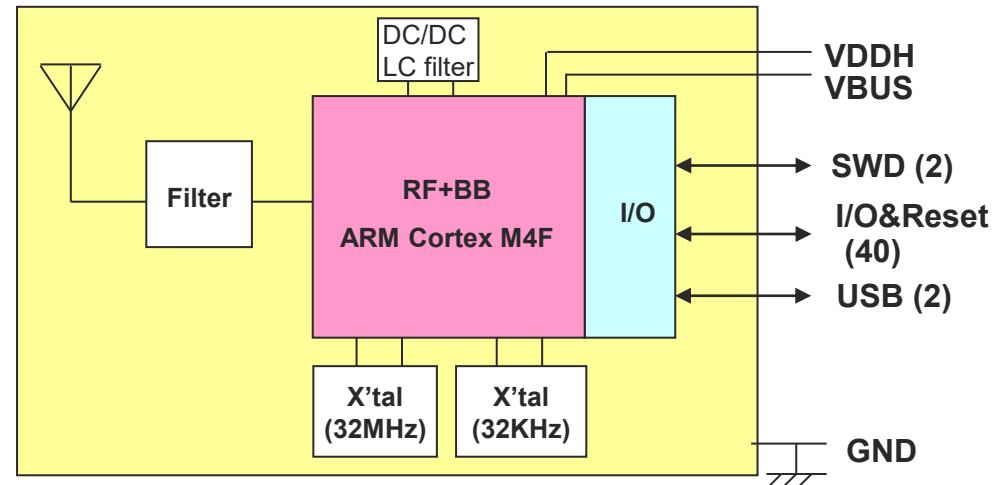 DC/DC
LC filter
VDDH
VBUS
Filter
RF+BB
ARM Cortex M4F
I/O
SWD (2)
I/O&Reset
(40)
USB (2)
X’tal
(32MHz)
X’tal
(32KHz)
GND